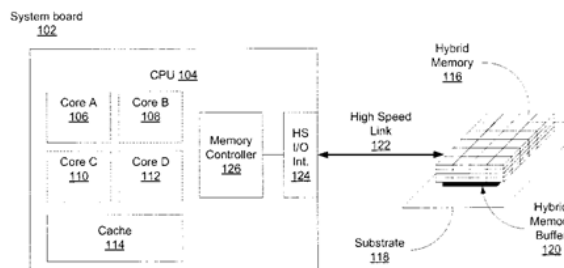 System board
102
CPU 104
Core A
106
Core B
108
Core C
110
Core D
112
Cache
114
Memory
Controller
126
HS
I/O
Int.
124
High Speed
Link
122
Hybrid
Memory
116
Substrate
118
Hybrid
Memory
Buffer
120